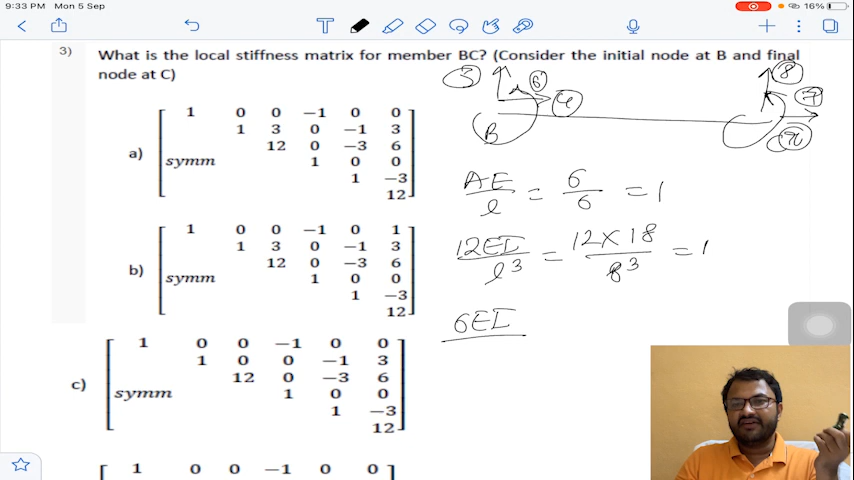 9:33 PM Mon 5 Sep
16%
3) What is the local stiffness matrix for member BC? (Consider the initial node at B and final
node at C)
a)
1 0 0 −1 0 0
1 3 0 −1 3
12 0 −3 6
symm 1 0 0
1 −3
12
b)
1 0 0 −1 0 1
1 3 0 −1 3
12 0 −3 6
symm 1 0 0
1 −3
12
c)
1 0 0 −1 0 0
1 0 0 −1 3
12 0 −3 6
symm 1 0 0
1 −3
12
1 0 0 −1 0 0
5 6 4 B
8 7
AE/l = 6/6 = 1
12EI/l³ = 12×18/6³ = 1
6EI